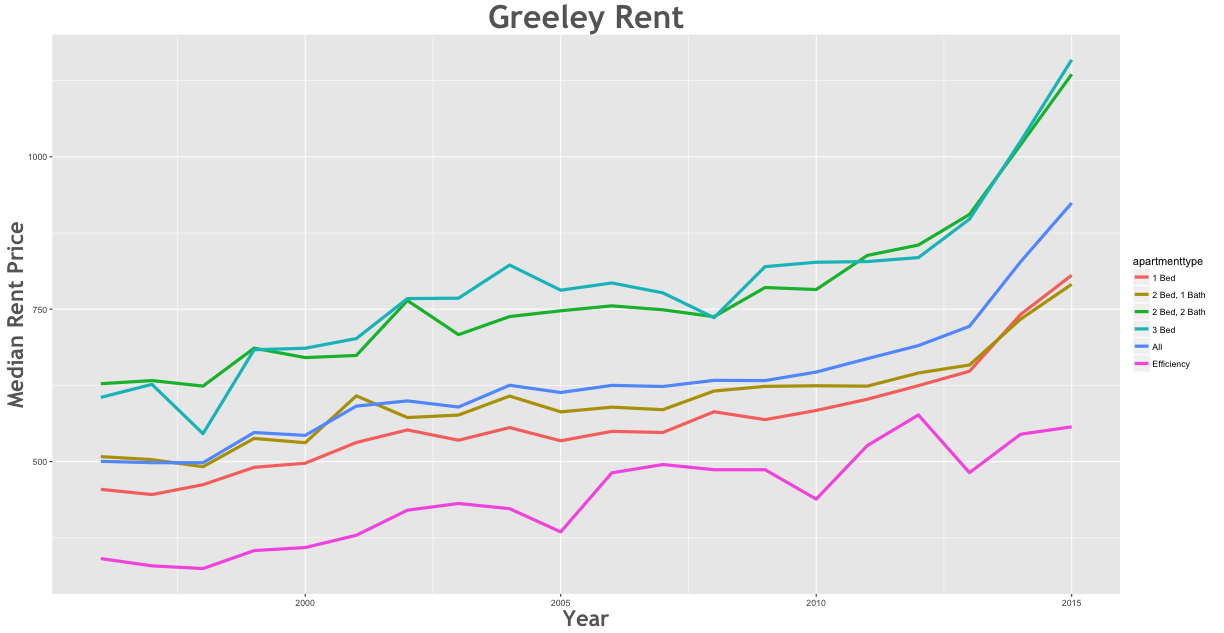 Greeley Rent
Median Rent Price
1000
750
500
2000
2005
2010
2015
Year
apartmenttype
1 Bed
2 Bed, 1 Bath
2 Bed, 2 Bath
3 Bed
All
Efficiency